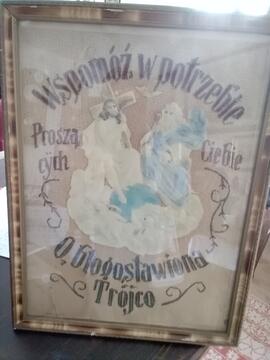 Wspomóż w potrzebie
Proszą
cych
Ciebie
O, błogosławiona
Trójco